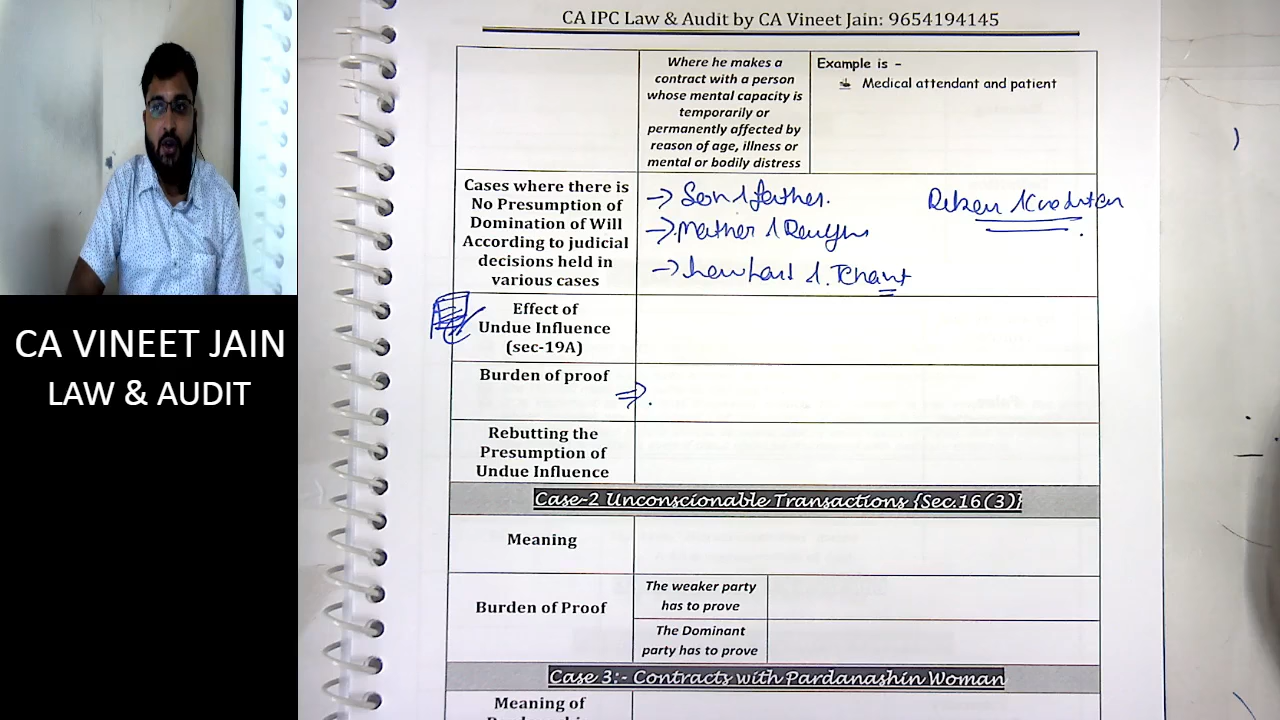 CA IPC Law & Audit by CA Vineet Jain: 9654194145
Where he makes a
contract with a person
whose mental capacity is
temporarily or
permanently affected by
reason of age, illness or
mental or bodily distress
Example is –
Medical attendant and patient
Cases where there is
No Presumption of
Domination of Will
According to judicial
decisions held in
various cases
→ Son & father.
→ Mother &
→ &
Effect of
Undue Influence
(sec-19A)
Burden of proof
⇒.
Rebutting the
Presumption of
Undue Influence
Case-2 Unconscionable Transactions {Sec.16(3)}
Meaning
Burden of Proof
The weaker party
has to prove
The Dominant
party has to prove
Case 3:- Contracts with Pardanashin Woman
Meaning of
CA VINEET JAIN
LAW & AUDIT